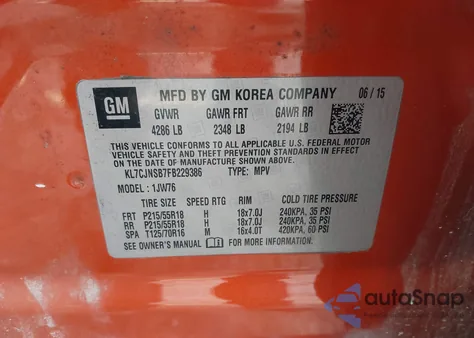 GM
MFD BY GM KOREA COMPANY 06 / 15
GVWR GAWR FRT GAWR RR
4286 LB 2348 LB 2194 LB
THIS VEHICLE CONFORMS TO ALL APPLICABLE U.S. FEDERAL MOTOR
VEHICLE SAFETY, BUMPER, AND THEFT PREVENTION STANDARDS IN EFFECT
ON THE DATE OF MANUFACTURE SHOWN ABOVE.
KL7CJNSB7FB229386 TYPE: MPV
MODEL : 1JW76
TIRE SIZE SPEED RTG RIM COLD TIRE PRESSURE
FRT P215/55R18 H 18x7.0J 240KPA, 35 PSI
RR P215/55R18 H 18x7.0J 240KPA, 35 PSI
SPA T125/70R16 M 16x4.0T 420KPA, 60 PSI
SEE OWNER'S MANUAL FOR MORE INFORMATION.
autoSnap